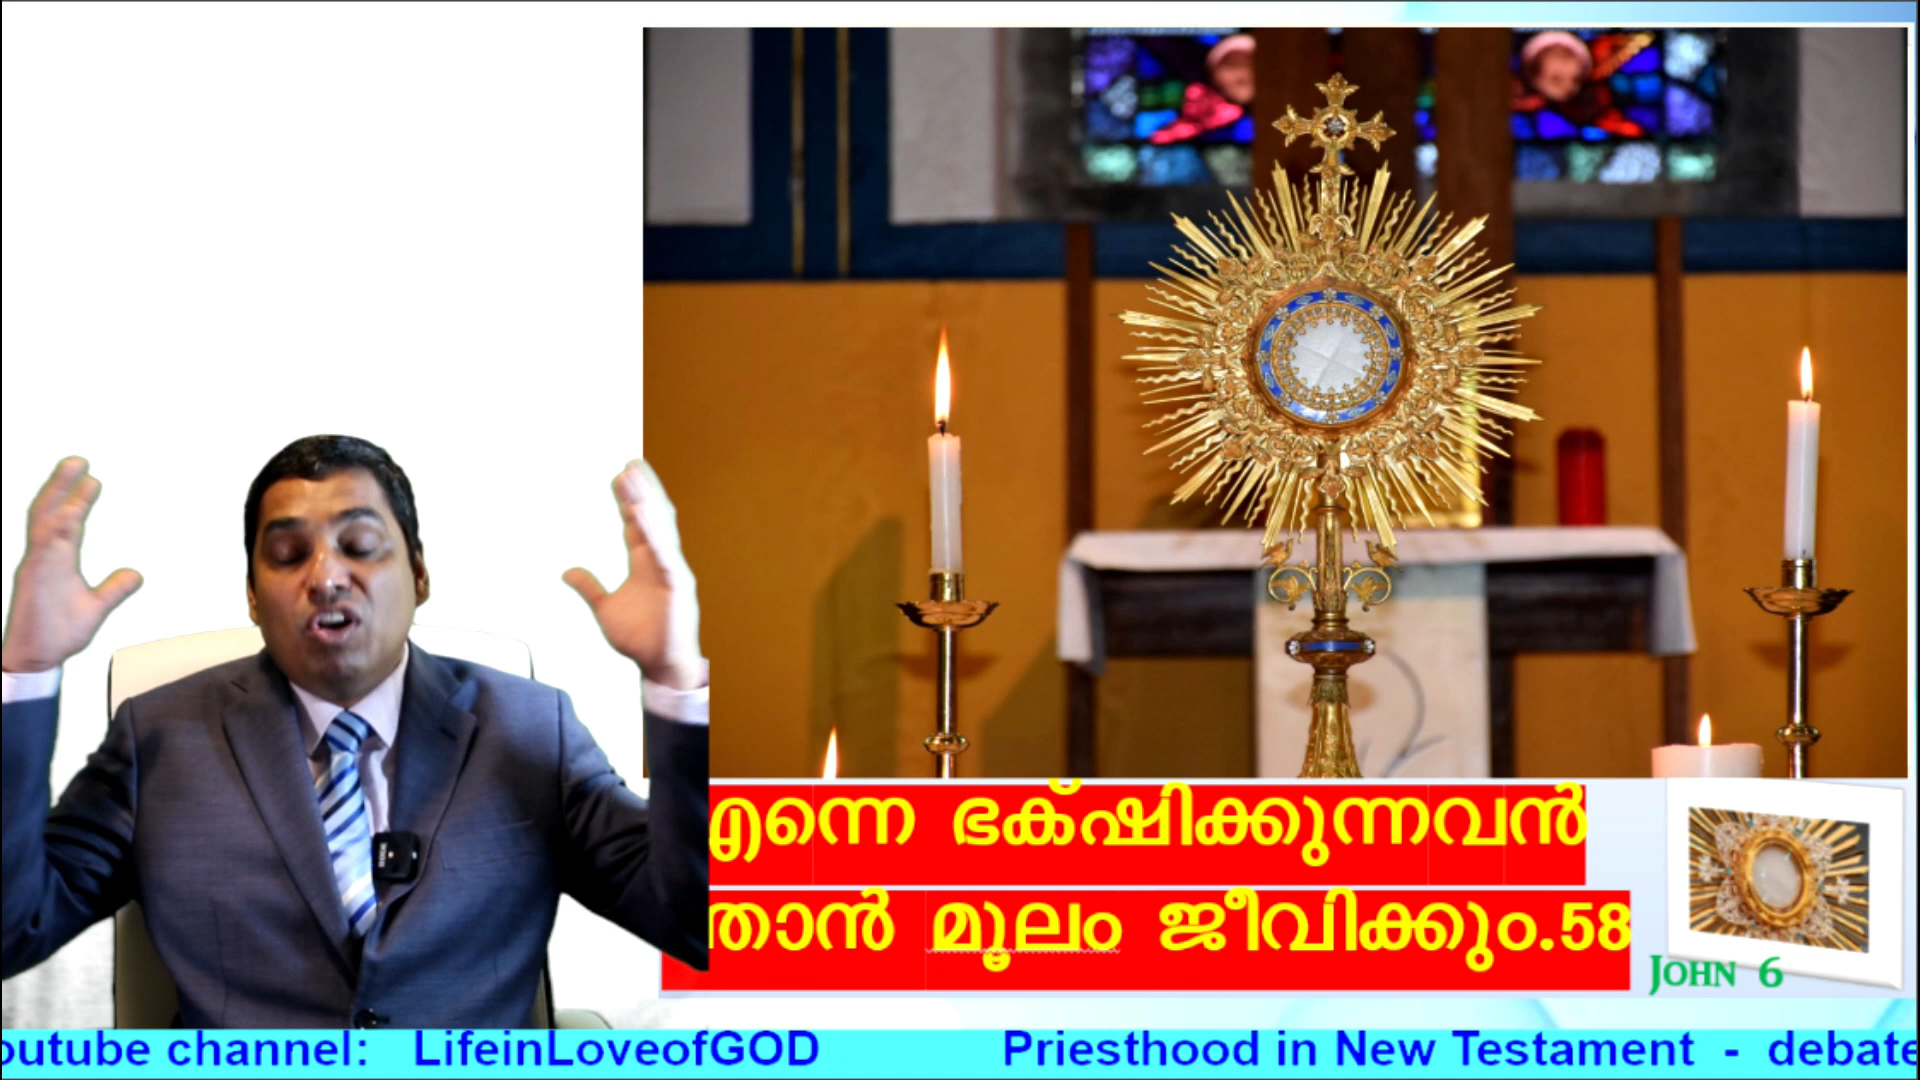 എന്നെ ഭക്ഷിക്കുന്നവൻ
മൂലം ജീവിക്കും.58
JOHN 6
outube channel: LifeinLoveofGOD Priesthood in New Testament - debate